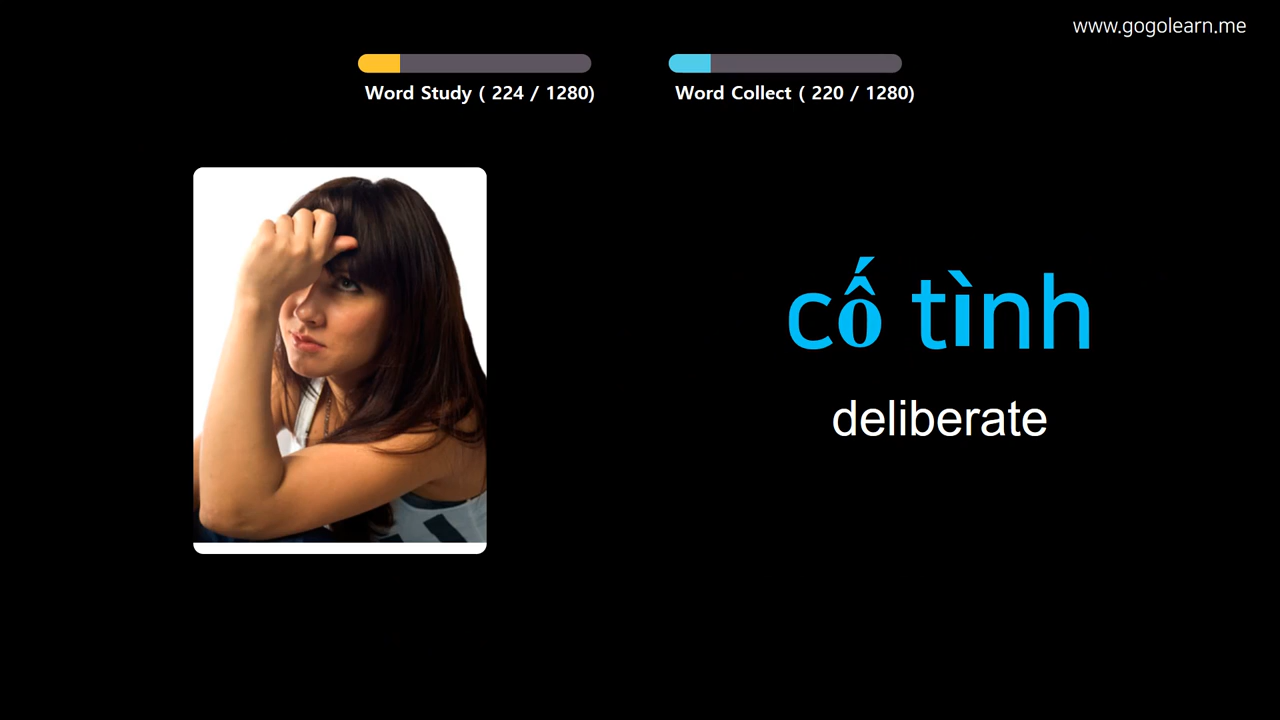 www.gogolearn.me
Word Study ( 224 / 1280)
Word Collect ( 220 / 1280)
cố tình
deliberate